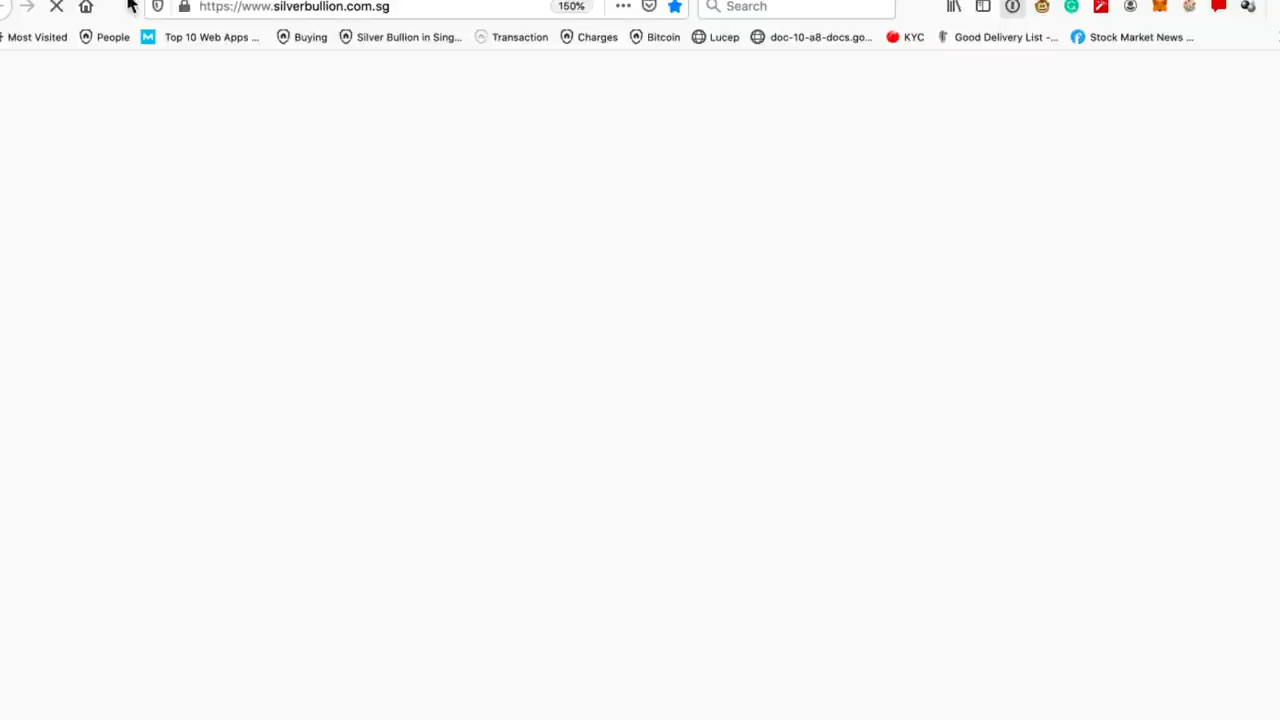 https://www.silverbullion.com.sg 150% Search
Most Visited People Top 10 Web Apps ... Buying Silver Bullion in Sing... Transaction Charges Bitcoin Lucep doc-10-a8-docs.go... KYC Good Delivery List -... Stock Market News ...